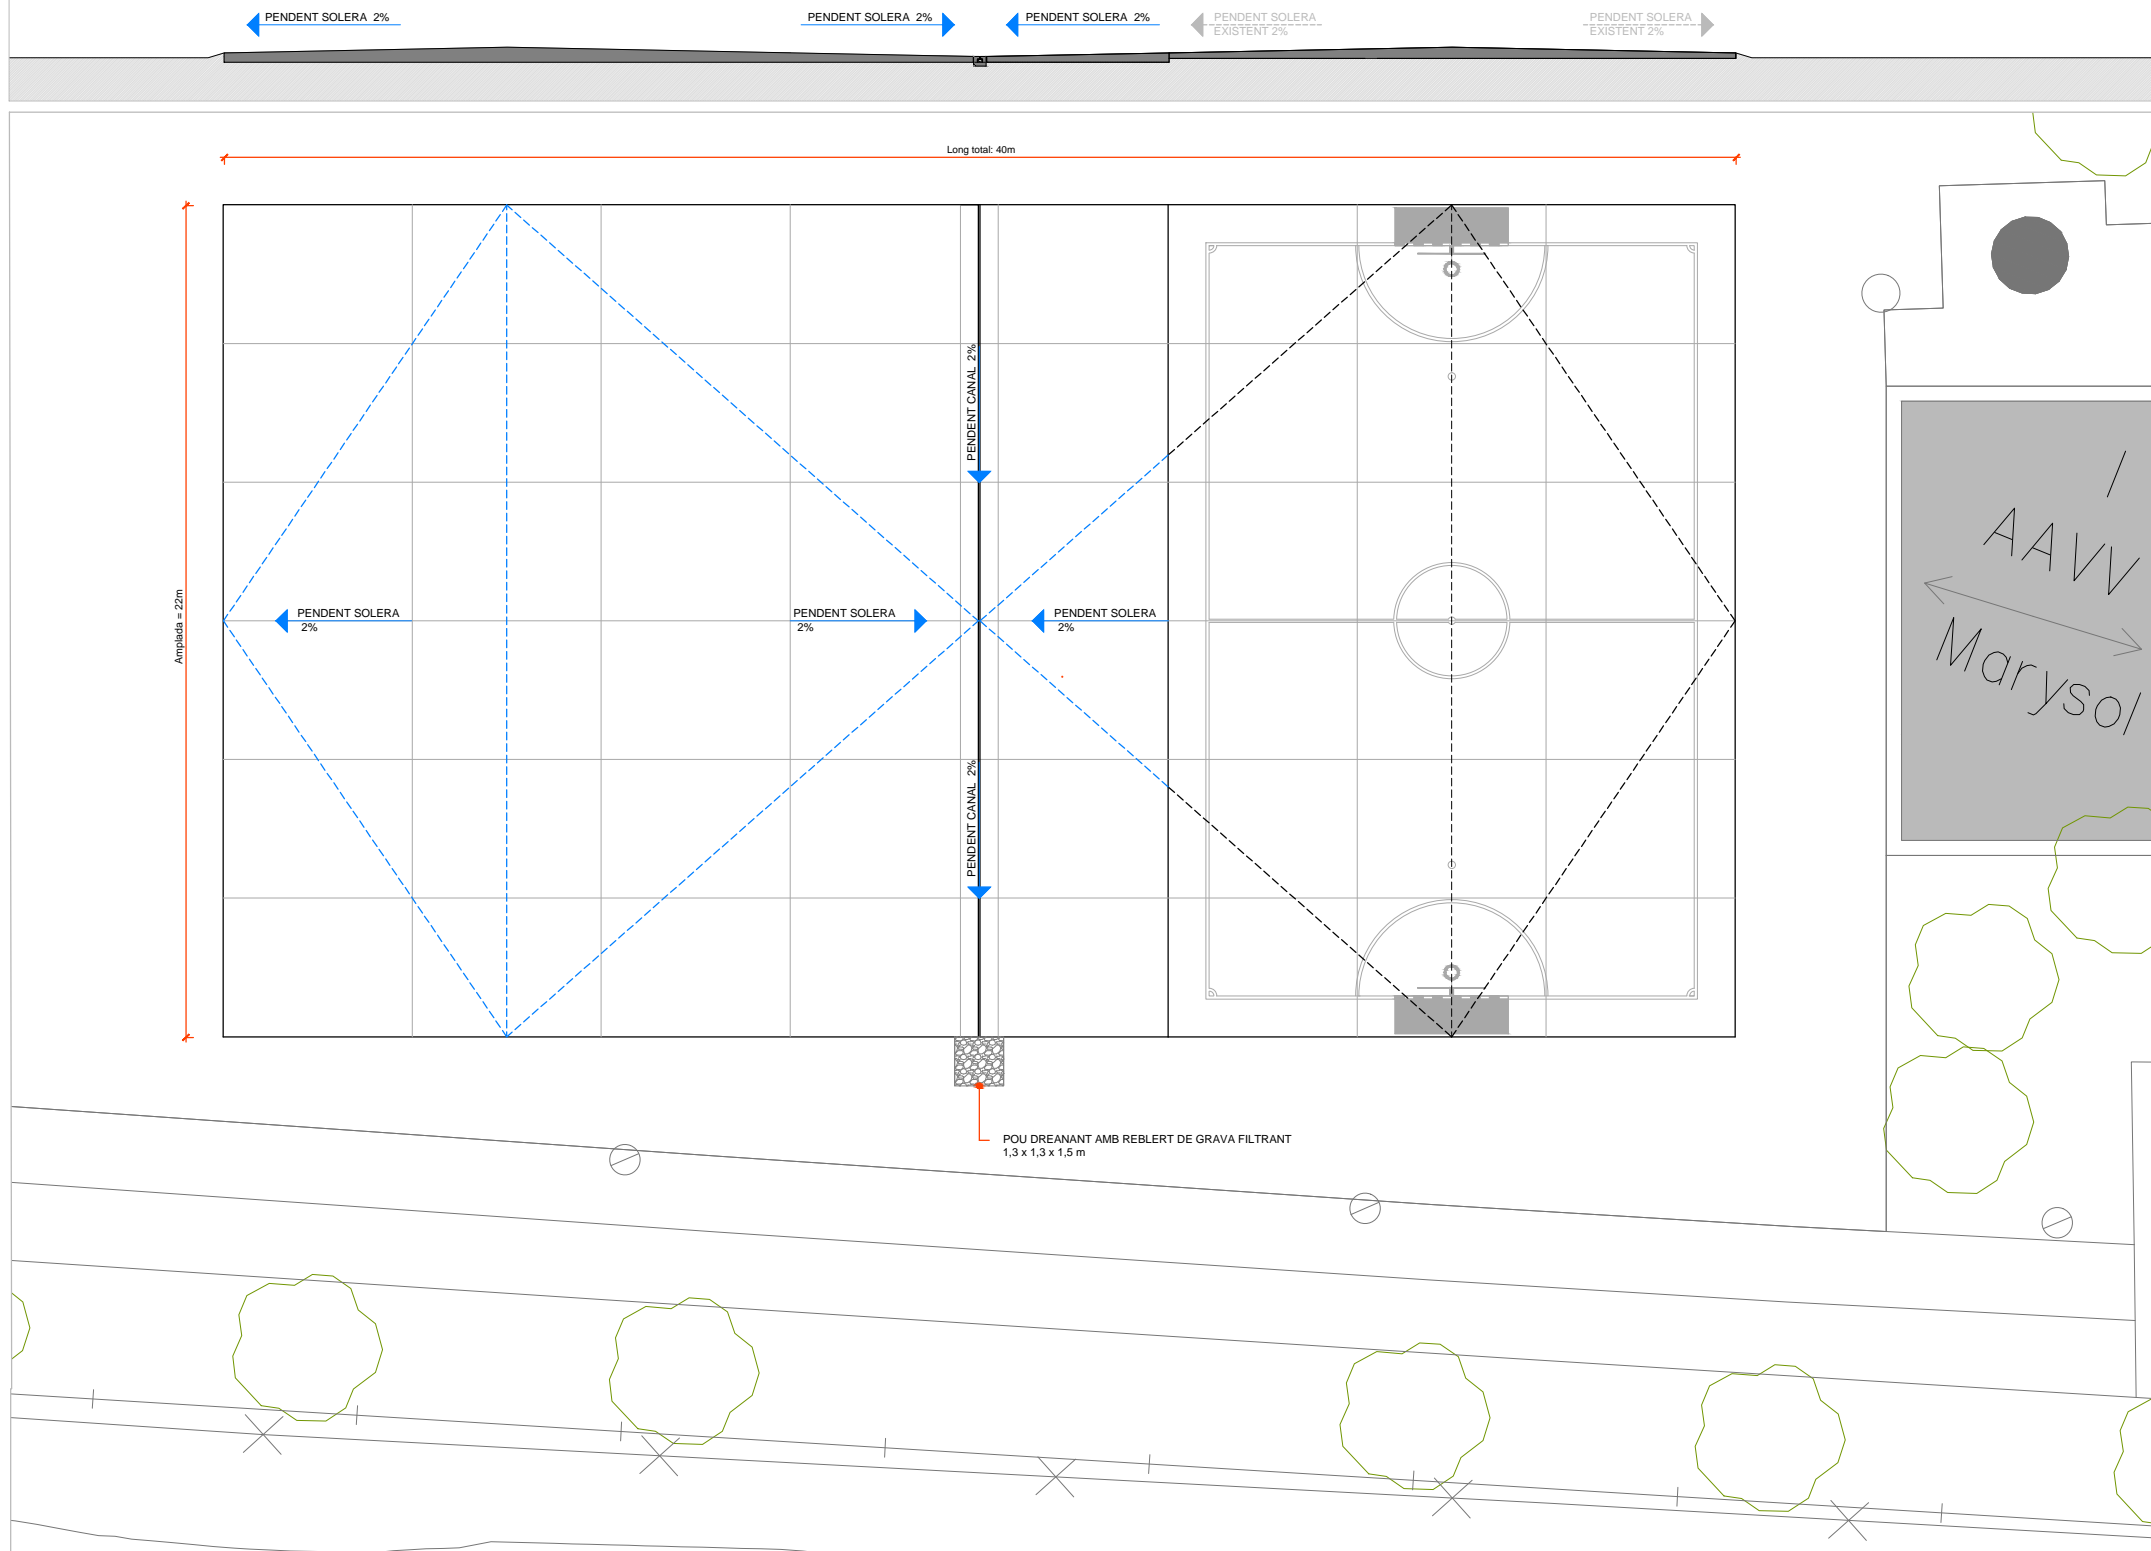 PENDENT SOLERA 2%
PENDENT SOLERA 2%
PENDENT SOLERA 2%
PENDENT SOLERA
EXISTENT 2%
PENDENT SOLERA
EXISTENT 2%
Long total: 40m
Amplada = 22m
PENDENT CANAL 2%
PENDENT SOLERA
2%
PENDENT SOLERA
2%
PENDENT SOLERA
2%
PENDENT CANAL 2%
I
AAVV
Marysol
POU DREANANT AMB REBLERT DE GRAVA FILTRANT
1,3 x 1,3 x 1,5 m